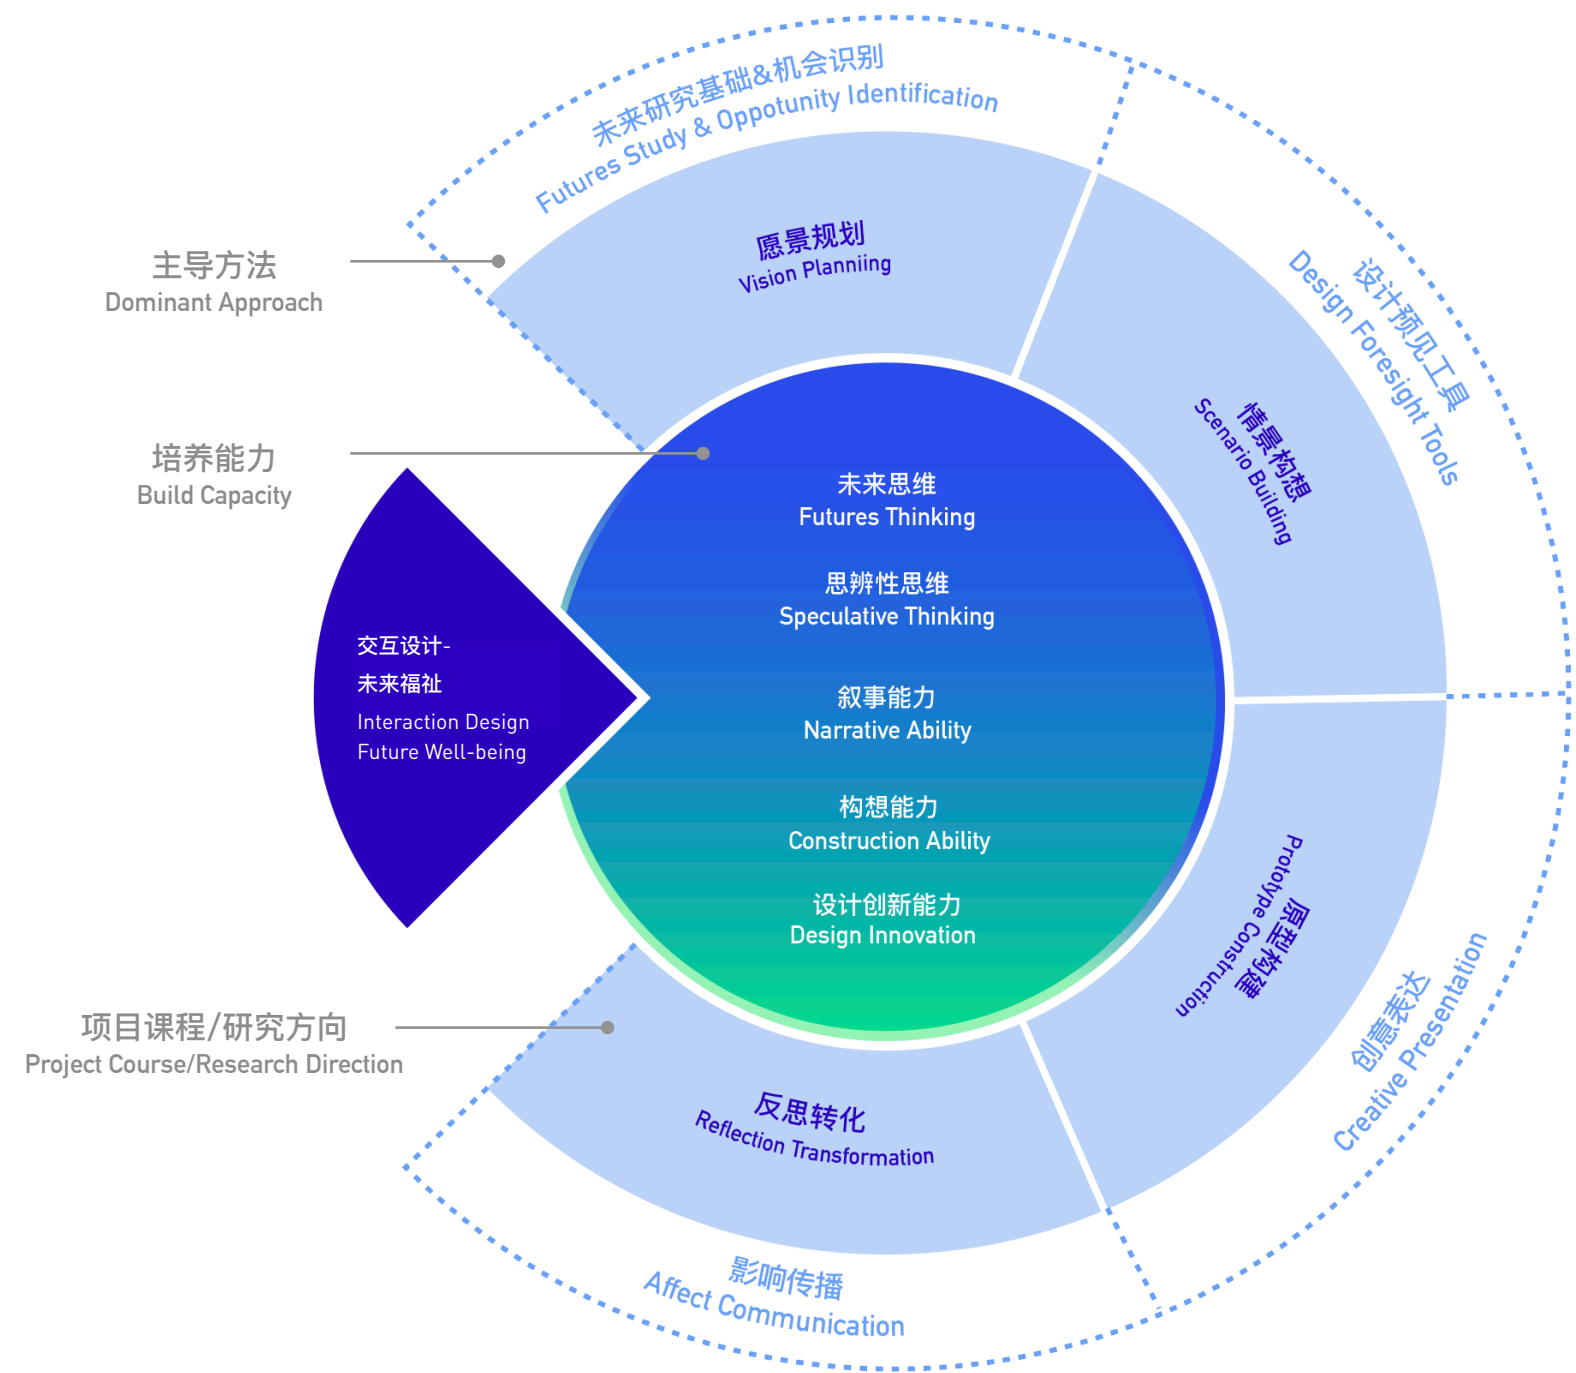 未来研究基础&机会识别
Futures Study & Oppotunity Identification
愿景规划
Vision Planniing
设计预见工具
Design Foresight Tools
情景构想
Scenario Building
主导方法
Dominant Approach
培养能力
Build Capacity
未来思维
Futures Thinking
思辨性思维
Speculative Thinking
叙事能力
Narrative Ability
构想能力
Construction Ability
设计创新能力
Design Innovation
交互设计-
未来福祉
Interaction Design
Future Well-being
原型构建
Prototype Construction
创意表达
Creative Presentation
项目课程/研究方向
Project Course/Research Direction
反思转化
Reflection Transformation
影响传播
Affect Communication